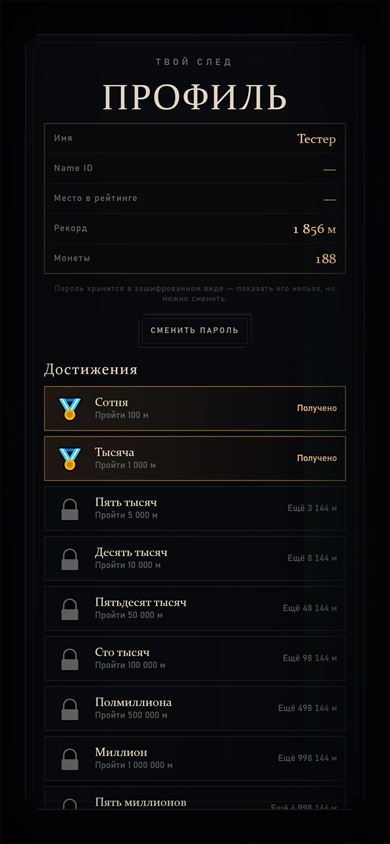 ТВОЙ СЛЕД
ПРОФИЛЬ
Имя Тестер
Name ID —
Место в рейтинге —
Рекорд 1 856 м
Монеты 188
Пароль хранится в зашифрованном виде — показать его нельзя, но
можно сменить.
СМЕНИТЬ ПАРОЛЬ
Достижения
Сотня
Пройти 100 м
Получено
Тысяча
Пройти 1 000 м
Получено
Пять тысяч
Пройти 5 000 м
Ещё 3 144 м
Десять тысяч
Пройти 10 000 м
Ещё 8 144 м
Пятьдесят тысяч
Пройти 50 000 м
Ещё 48 144 м
Сто тысяч
Пройти 100 000 м
Ещё 98 144 м
Полмиллиона
Пройти 500 000 м
Ещё 498 144 м
Миллион
Пройти 1 000 000 м
Ещё 998 144 м
Пять миллионов
Ещё 4 998 144 м